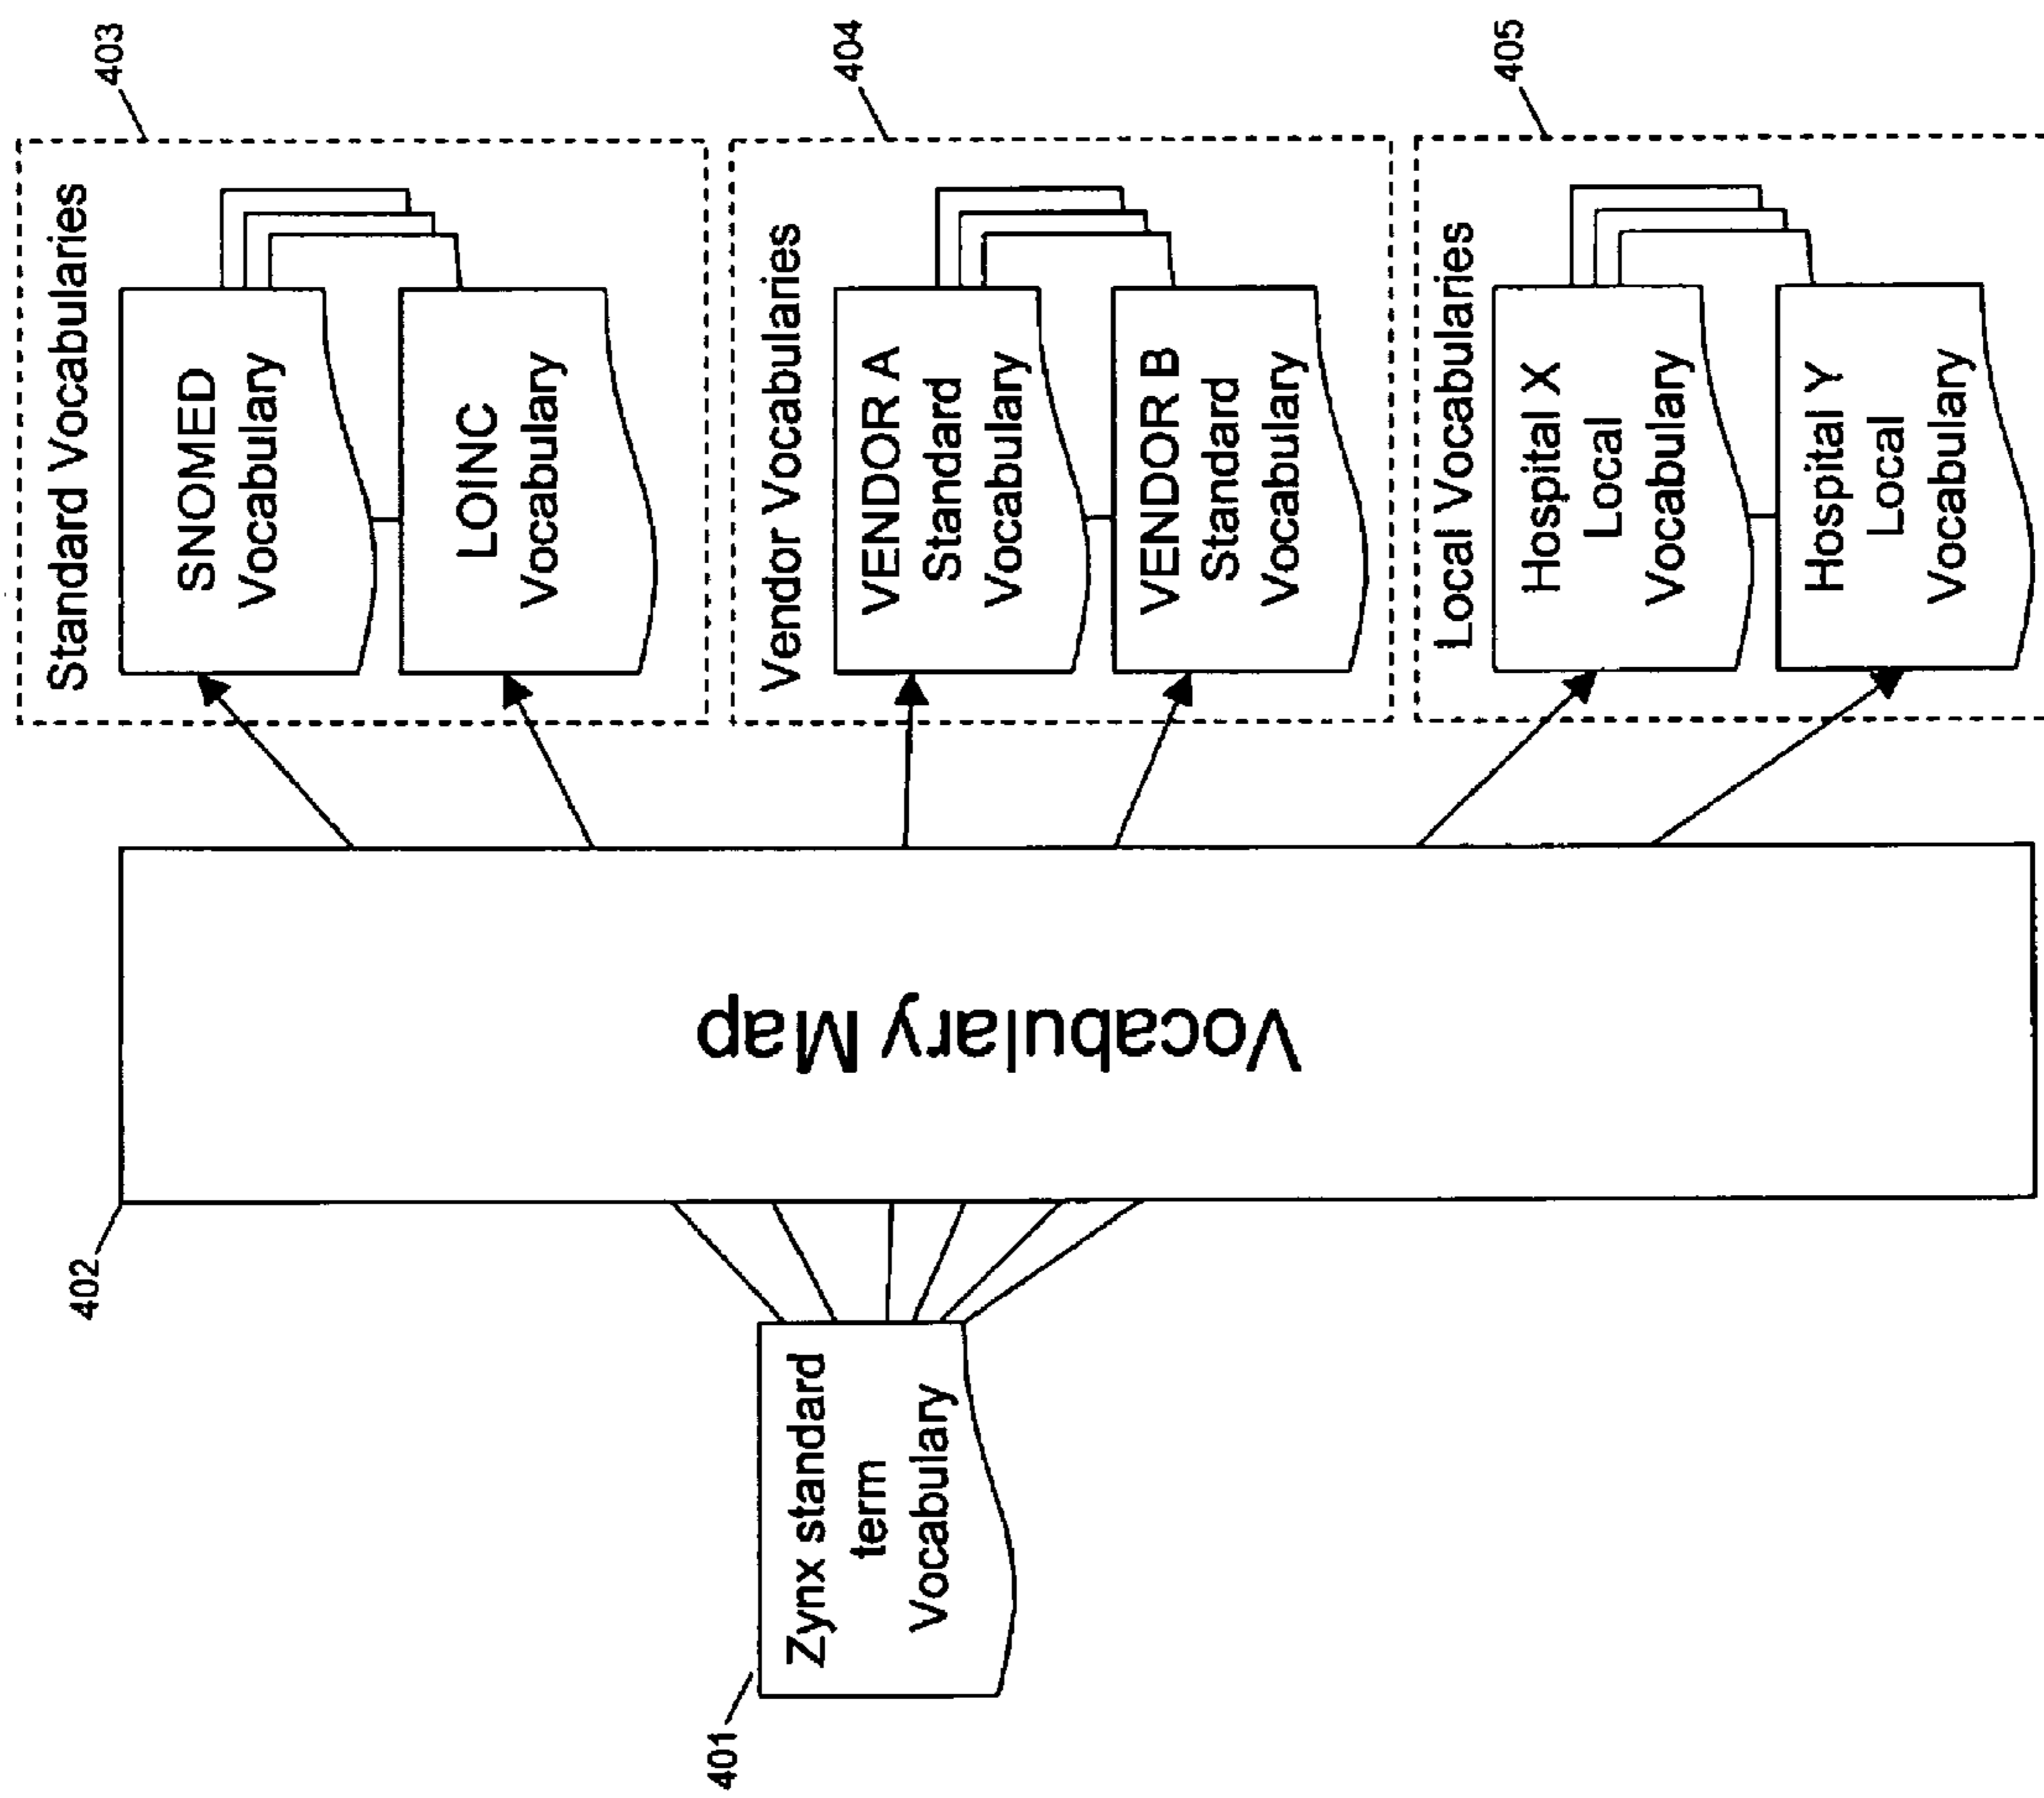 401
Zynx standard
term
Vocabulary
402
Vocabulary Map
403
Standard Vocabularies
SNOMED
Vocabulary
LOINC
Vocabulary
404
Vendor Vocabularies
VENDOR A
Standard
Vocabulary
VENDOR B
Standard
Vocabulary
405
Local Vocabularies
Hospital X
Local
Vocabulary
Hospital Y
Local
Vocabulary